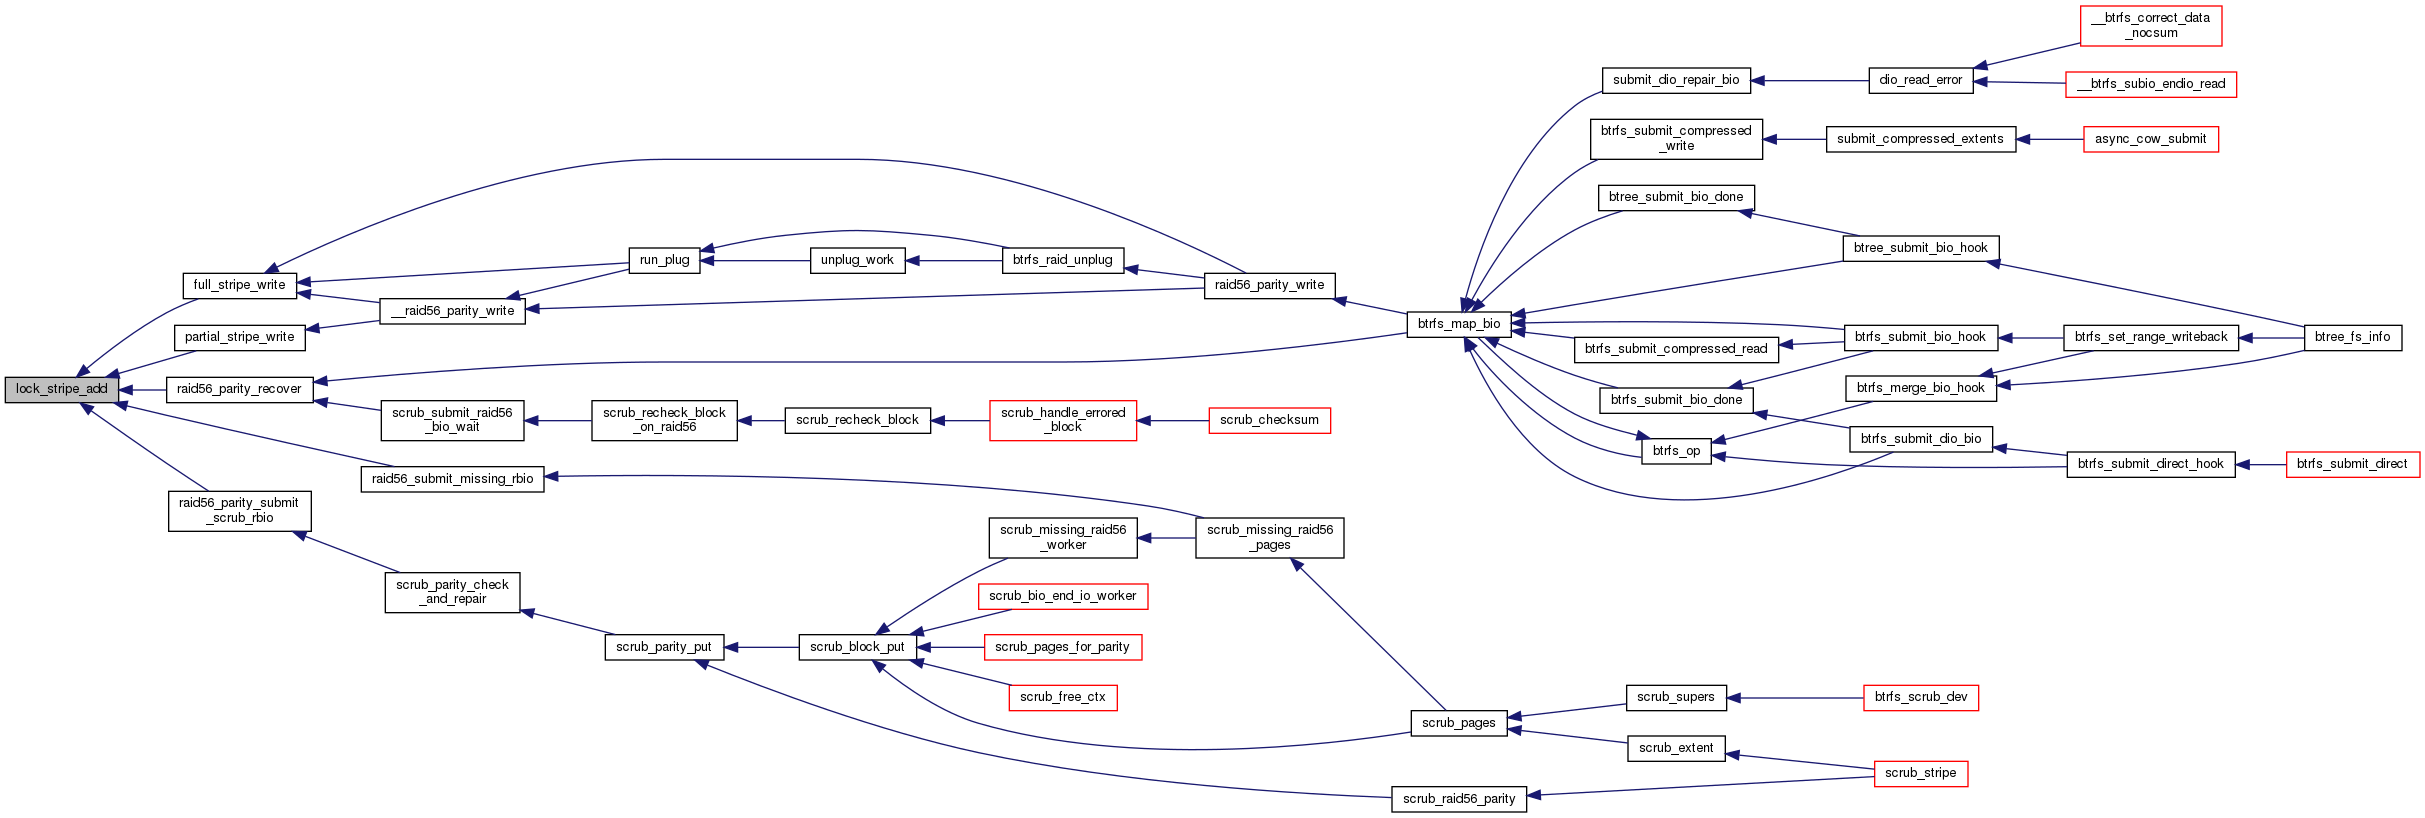 lock_stripe_add
full_stripe_write
partial_stripe_write
raid56_parity_recover
raid56_parity_submit
_scrub_rbio
__raid56_parity_write
scrub_submit_raid56
_bio_wait
raid56_submit_missing_rbio
scrub_parity_check
_and_repair
run_plug
scrub_recheck_block
_on_raid56
scrub_parity_put
unplug_work
scrub_recheck_block
scrub_block_put
btrfs_raid_unplug
scrub_handle_errored
_block
scrub_missing_raid56
_worker
scrub_bio_end_io_worker
scrub_pages_for_parity
scrub_free_ctx
raid56_parity_write
scrub_checksum
scrub_missing_raid56
_pages
btrfs_map_bio
scrub_pages
scrub_raid56_parity
submit_dio_repair_bio
btrfs_submit_compressed
_write
btree_submit_bio_done
btrfs_submit_compressed_read
btrfs_submit_bio_done
btrfs_op
scrub_supers
scrub_extent
dio_read_error
submit_compressed_extents
btree_submit_bio_hook
btrfs_submit_bio_hook
btrfs_merge_bio_hook
btrfs_submit_dio_bio
btrfs_scrub_dev
scrub_stripe
__btrfs_correct_data
_nocsum
__btrfs_subio_endio_read
async_cow_submit
btrfs_set_range_writeback
btrfs_submit_direct_hook
btree_fs_info
btrfs_submit_direct